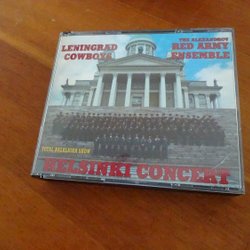 LENINGRAD
COWBOYS
THE ALEXANDROV
RED ARMY
ENSEMBLE
TOTAL BALALAIKA SHOW
HELSINKI CONCERT